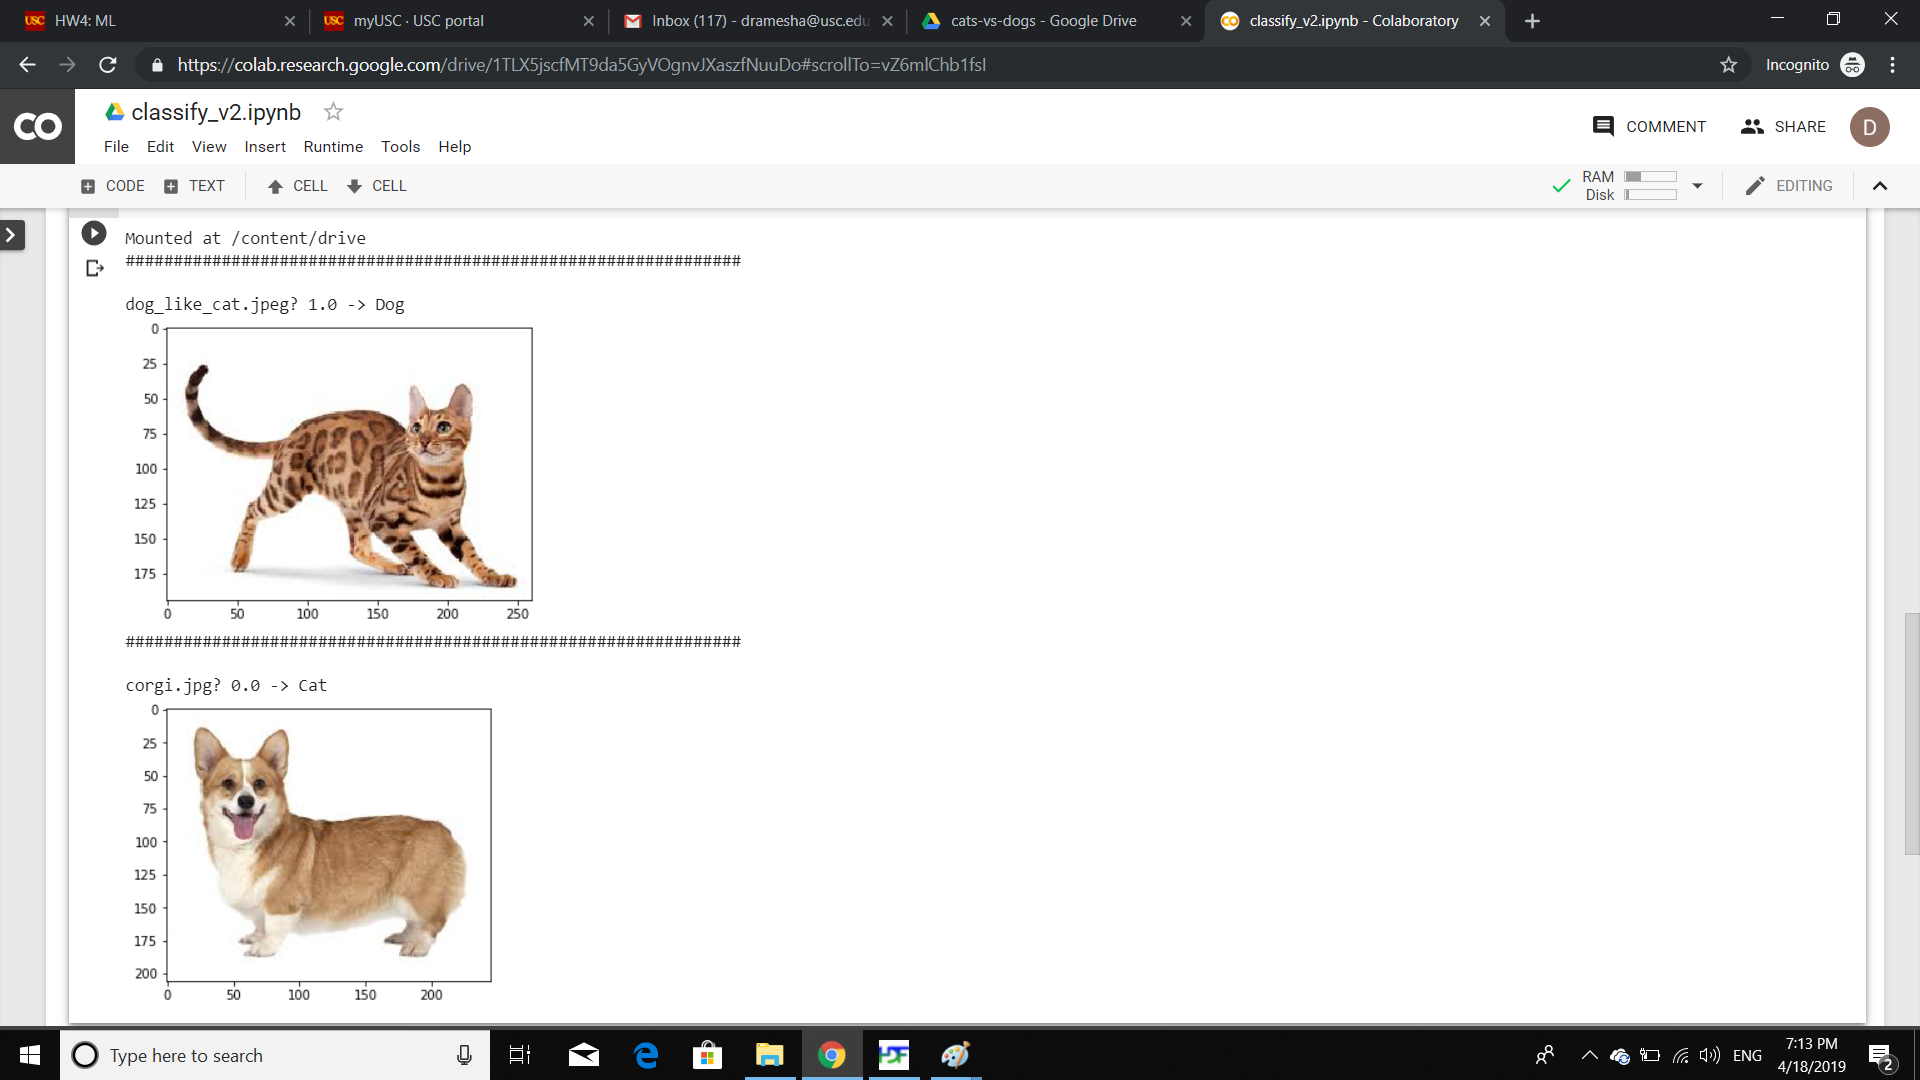 HW4: ML
myUSC · USC portal
Inbox (117) - dramesha@usc.edu
cats-vs-dogs - Google Drive
classify_v2.ipynb - Colaboratory
https://colab.research.google.com/drive/1TLX5jscfMT9da5GyVOgnvJXaszfNuuDo#scrollTo=vZ6mlChb1fsI
Incognito
CO
classify_v2.ipynb
COMMENT
SHARE
D
File Edit View Insert Runtime Tools Help
CODE TEXT CELL CELL
RAM
Disk
EDITING
Mounted at /content/drive
################################################################
dog_like_cat.jpeg? 1.0 -> Dog
0
25
50
75
100
125
150
175
0 50 100 150 200 250
################################################################
corgi.jpg? 0.0 -> Cat
0
25
50
75
100
125
150
175
200
0 50 100 150 200
Type here to search
ENG
7:13 PM
4/18/2019
2